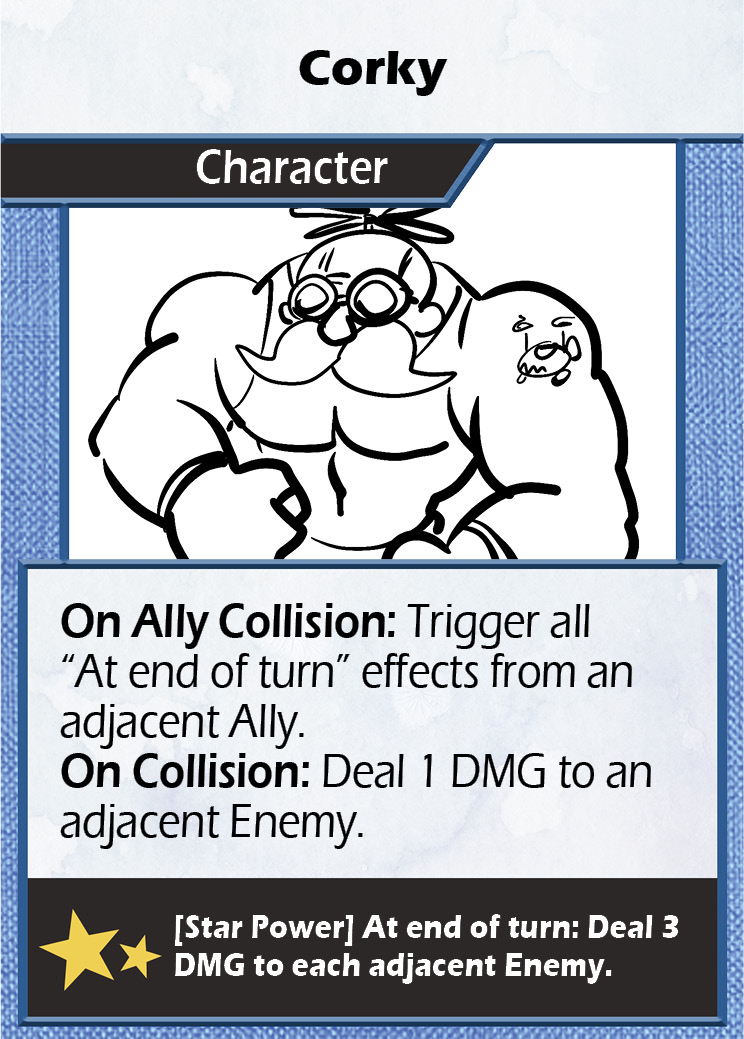 Corky
Character
On Ally Collision: Trigger all
“At end of turn” effects from an
adjacent Ally.
On Collision: Deal 1 DMG to an
adjacent Enemy.
[Star Power] At end of turn: Deal 3
DMG to each adjacent Enemy.